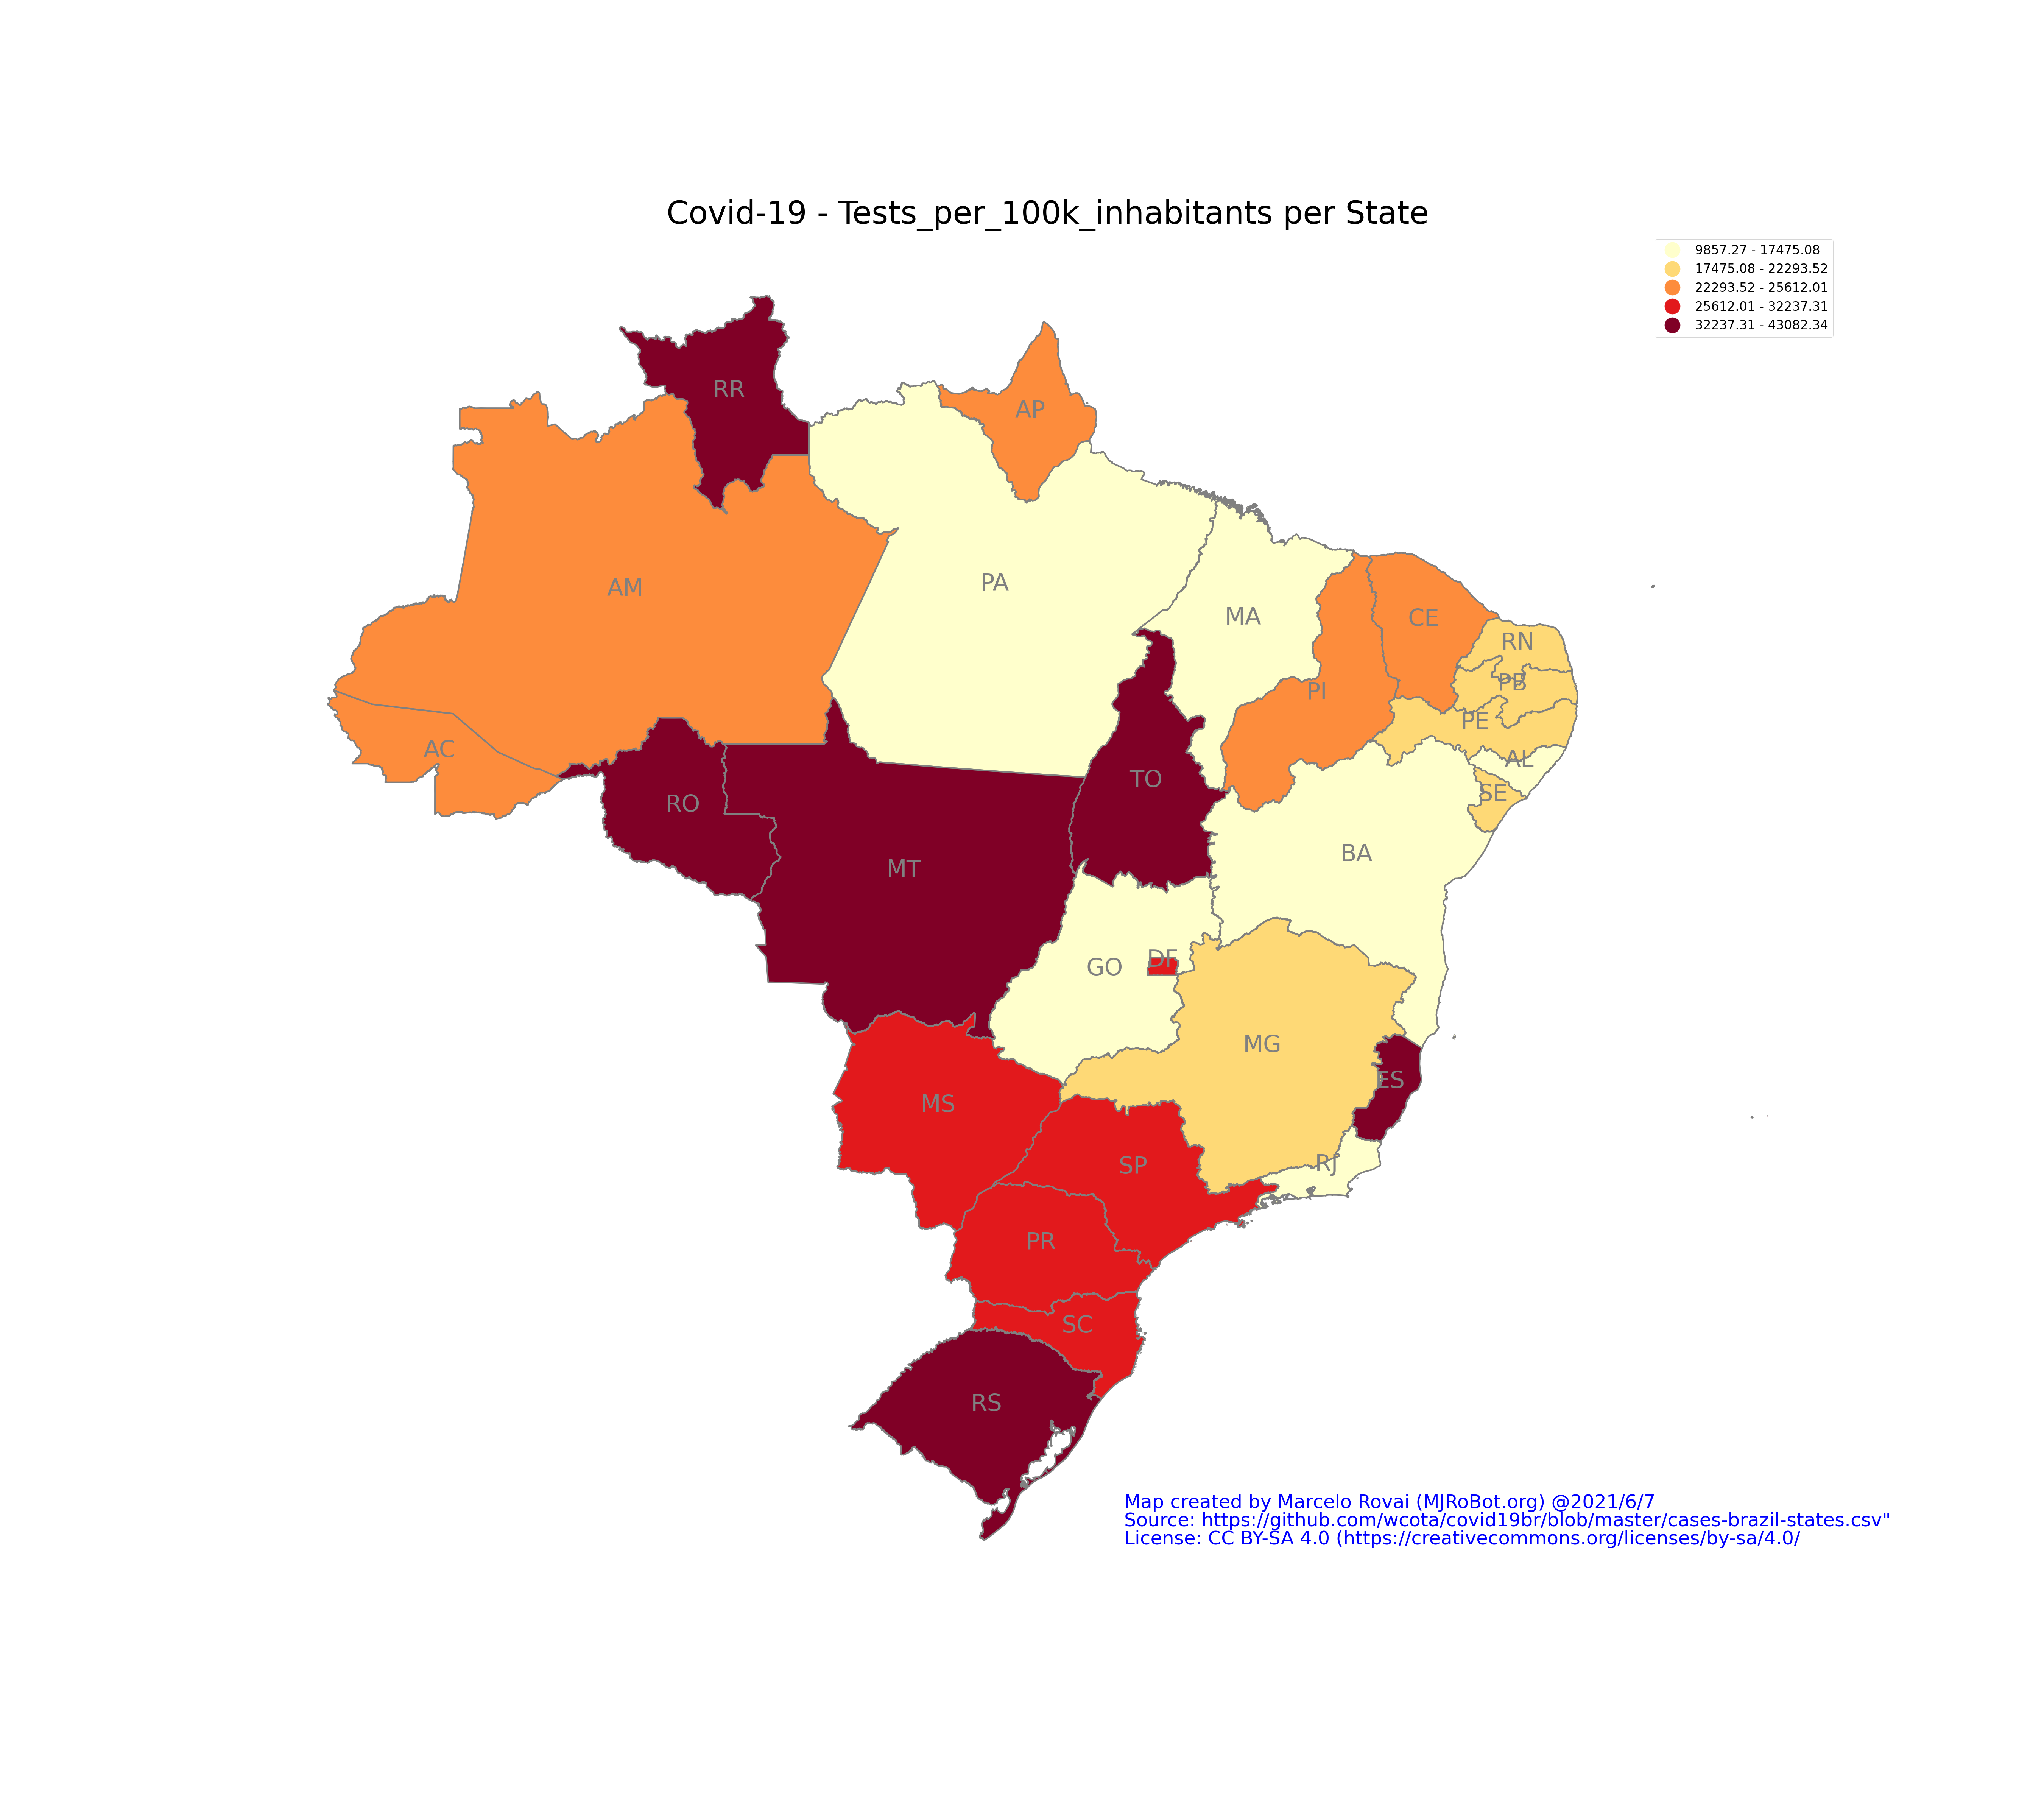 Covid-19 - Tests_per_100k_inhabitants per State
9857.27 - 17475.08
17475.08 - 22293.52
22293.52 - 25612.01
25612.01 - 32237.31
32237.31 - 43082.34
RR
AP
AM
PA
MA
CE
RN
PB
PI
PE
AC
AL
TO
SE
RO
BA
MT
DF
GO
MG
ES
MS
RJ
SP
PR
SC
RS
Map created by Marcelo Rovai (MJRoBot.org) @2021/6/7
Source: https://github.com/wcota/covid19br/blob/master/cases-brazil-states.csv"
License: CC BY-SA 4.0 (https://creativecommons.org/licenses/by-sa/4.0/